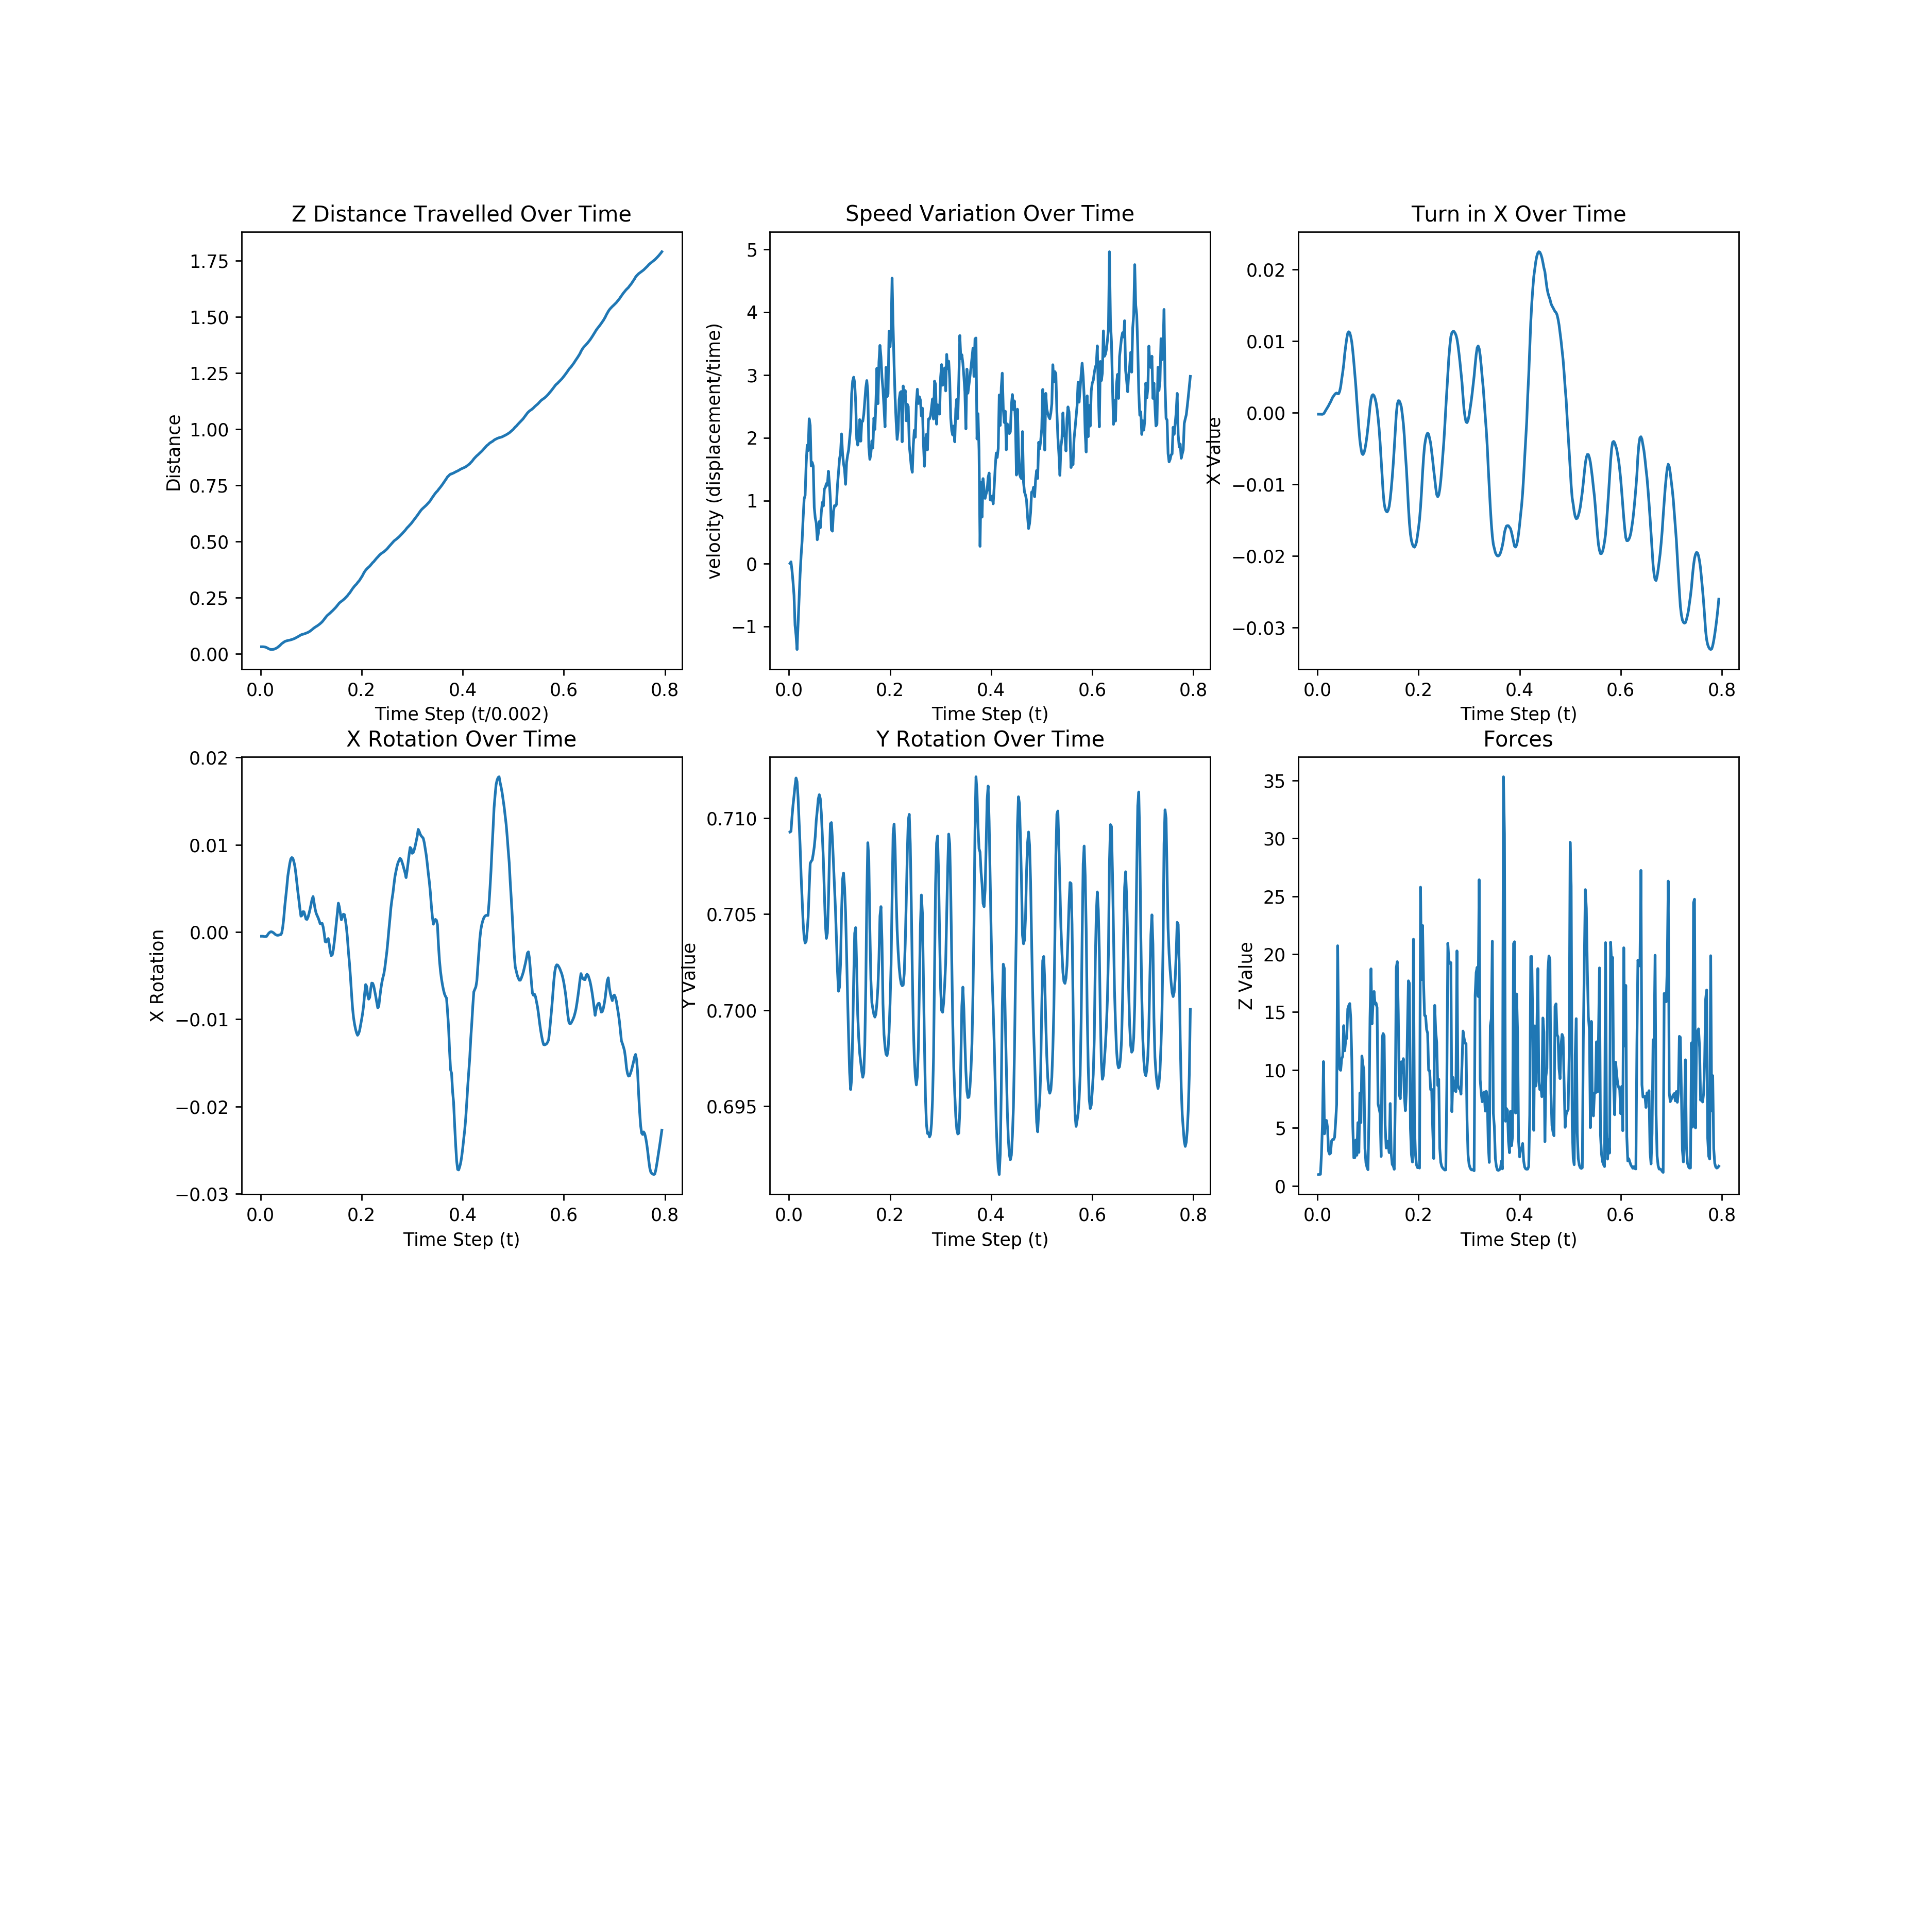 Z Distance Travelled Over Time
Speed Variation Over Time
Turn in X Over Time
Distance
1.75
1.50
1.25
1.00
0.75
0.50
0.25
0.00
0.0 0.2 0.4 0.6 0.8
Time Step (t/0.002)
velocity (displacement/time)
5
4
3
2
1
0
−1
0.0 0.2 0.4 0.6 0.8
Time Step (t)
X Value
0.02
0.01
0.00
−0.01
−0.02
−0.03
0.0 0.2 0.4 0.6 0.8
Time Step (t)
X Rotation Over Time
Y Rotation Over Time
Forces
X Rotation
0.02
0.01
0.00
−0.01
−0.02
−0.03
0.0 0.2 0.4 0.6 0.8
Time Step (t)
Y Value
0.710
0.705
0.700
0.695
0.0 0.2 0.4 0.6 0.8
Time Step (t)
Z Value
35
30
25
20
15
10
5
0
0.0 0.2 0.4 0.6 0.8
Time Step (t)